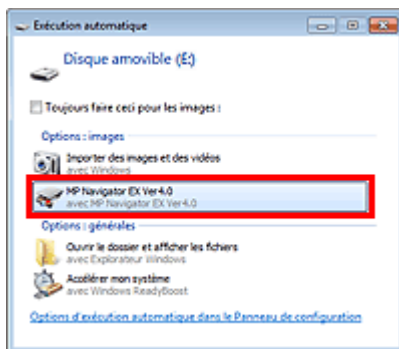 Exécution automatique
Disque amovible (E:)
Toujours faire ceci pour les images :
Options : images
Importer des images et des vidéos
avec Windows
MP Navigator EX Ver4.0
avec MP Navigator EX Ver4.0
Options : générales
Ouvrir le dossier et afficher les fichiers
avec Explorateur Windows
Accélérer mon système
avec Windows ReadyBoost
Options d'exécution automatique dans le Panneau de configuration